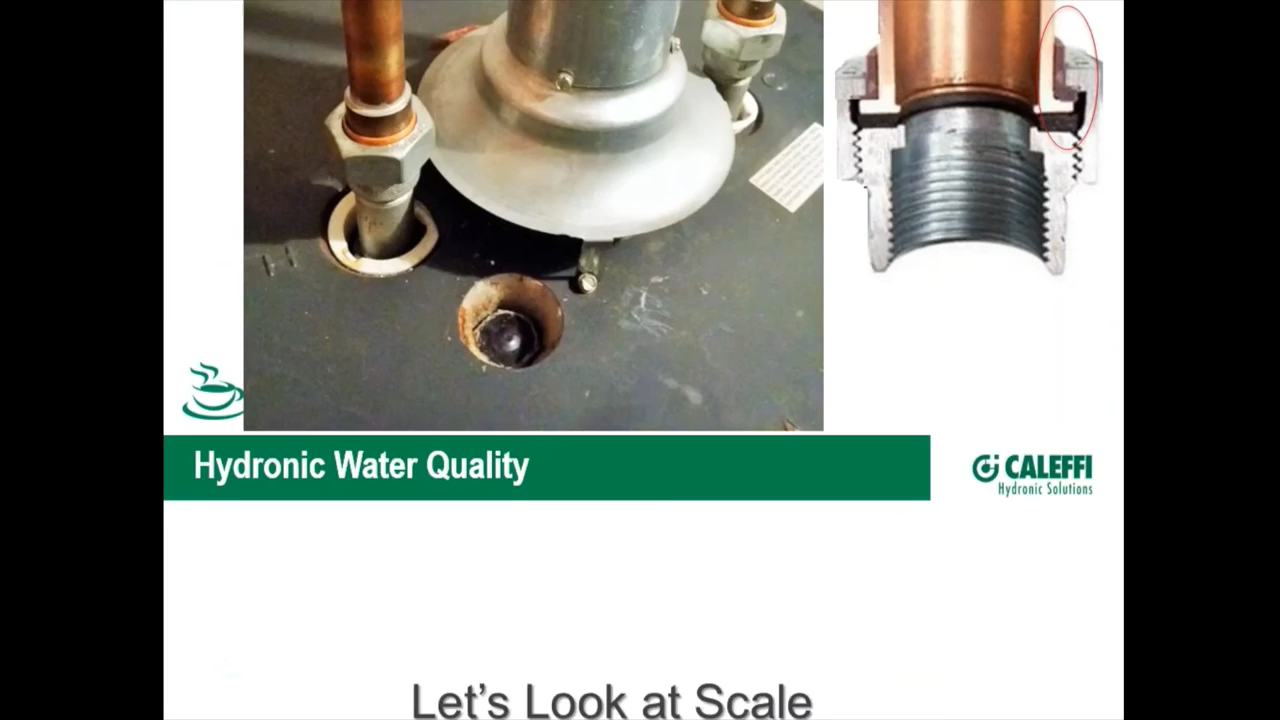 Hydronic Water Quality
CALEFFI
Hydronic Solutions
Let's Look at Scale